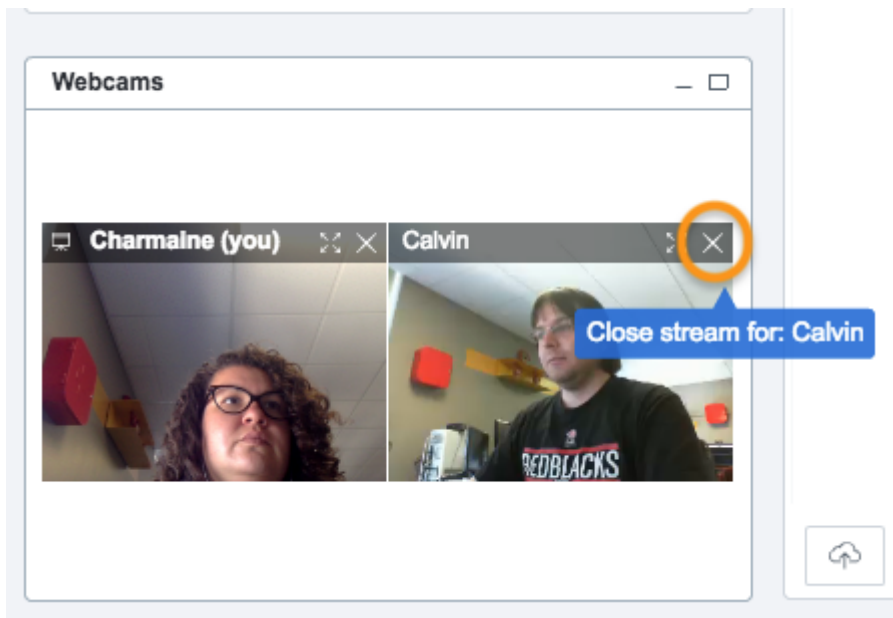 Webcams
Charmaine (you)
Calvin
Close stream for: Calvin
REDBLACKS